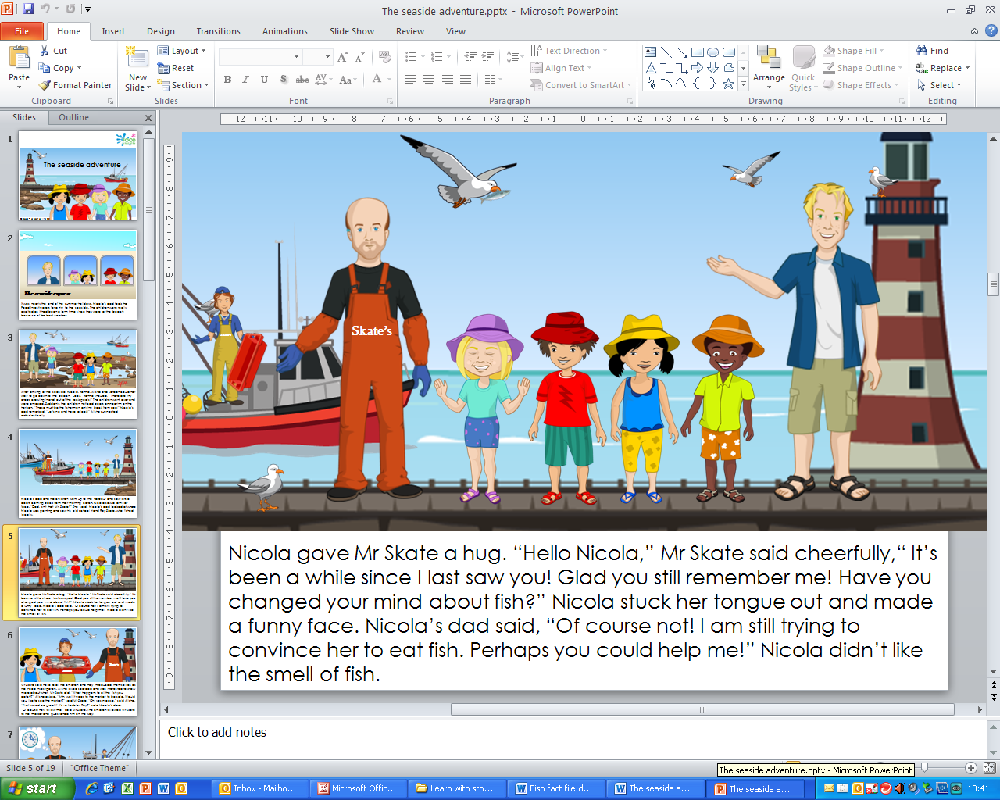 The seaside adventure.pptx - Microsoft PowerPoint
File Home Insert Design Transitions Animations Slide Show Review View
Paste
Cut
Copy
Format Painter
Clipboard
New Slide
Layout
Reset
Section
Slides
Font
Text Direction
Align Text
Convert to SmartArt
Paragraph
Arrange
Quick Styles
Shape Fill
Shape Outline
Shape Effects
Drawing
Find
Replace
Select
Editing
Slides Outline
1
The seaside adventure
2
3
4
5
6
7
Skate's
Nicola gave Mr Skate a hug. “Hello Nicola,” Mr Skate said cheerfully,“ It’s
been a while since I last saw you! Glad you still remember me! Have you
changed your mind about fish?” Nicola stuck her tongue out and made
a funny face. Nicola’s dad said, “Of course not! I am still trying to
convince her to eat fish. Perhaps you could help me!” Nicola didn’t like
the smell of fish.
Click to add notes
Slide 5 of 19 "Office Theme"
The seaside adventure.pptx - Microsoft PowerPoint
start
Inbox - Mailbo...
Microsoft Offic...
Learn with sto...
Fish fact file.d...
The seaside a...
The seaside a...
13:41